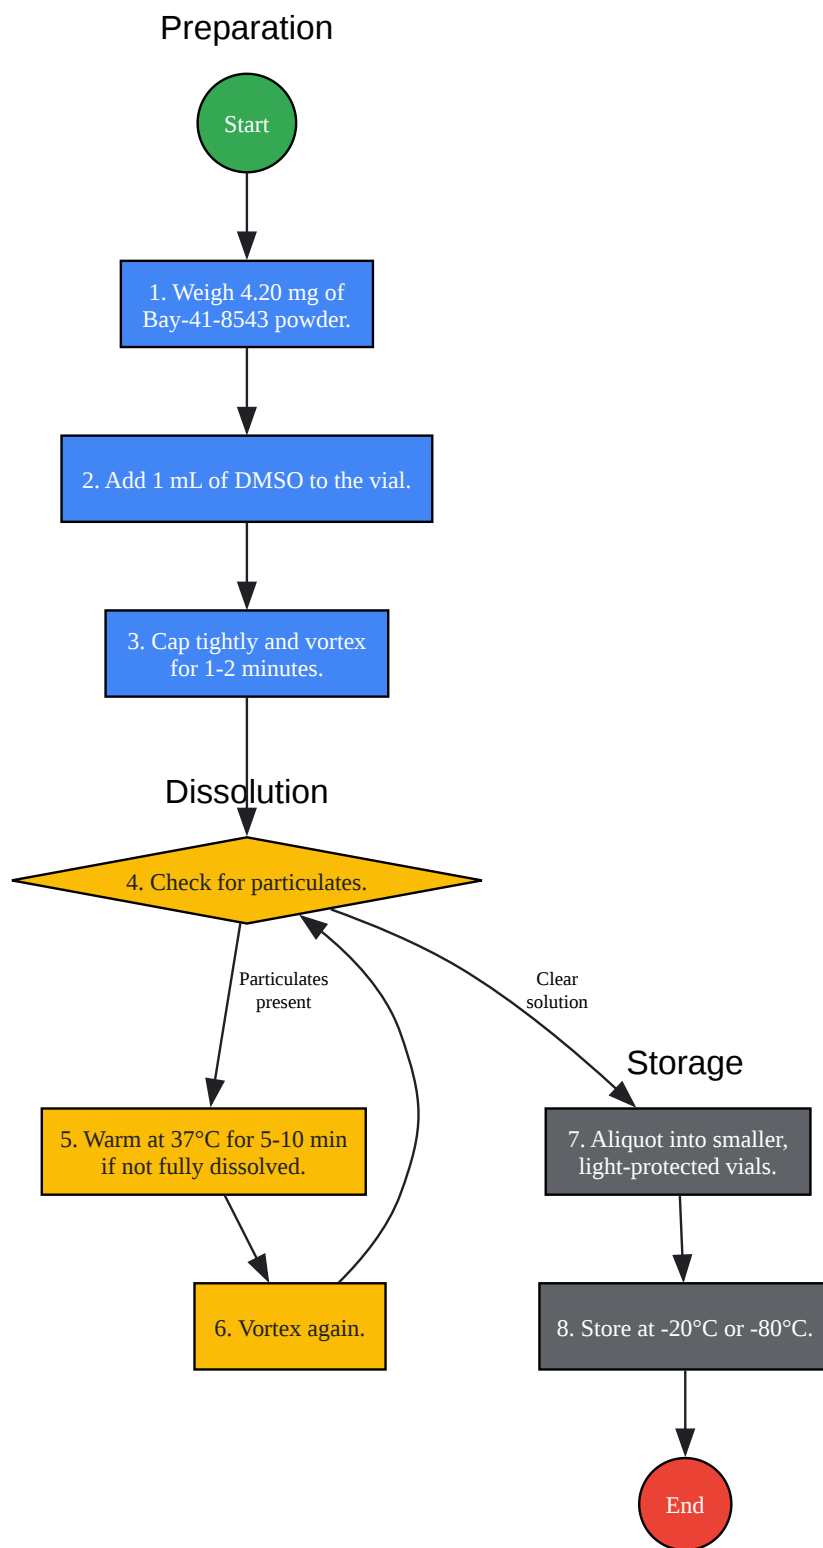 Preparation
Start
1. Weigh 4.20 mg of
Bay-41-8543 powder.
2. Add 1 mL of DMSO to the vial.
3. Cap tightly and vortex
for 1-2 minutes.
Dissolution
4. Check for particulates.
Particulates
present
Clear
solution
5. Warm at 37°C for 5-10 min
if not fully dissolved.
6. Vortex again.
Storage
7. Aliquot into smaller,
light-protected vials.
8. Store at -20°C or -80°C.
End